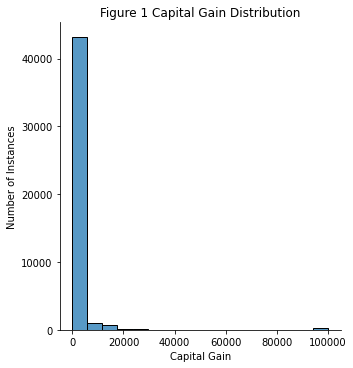 Figure 1 Capital Gain Distribution
40000
30000
20000
10000
0
Number of Instances
0 20000 40000 60000 80000 100000
Capital Gain